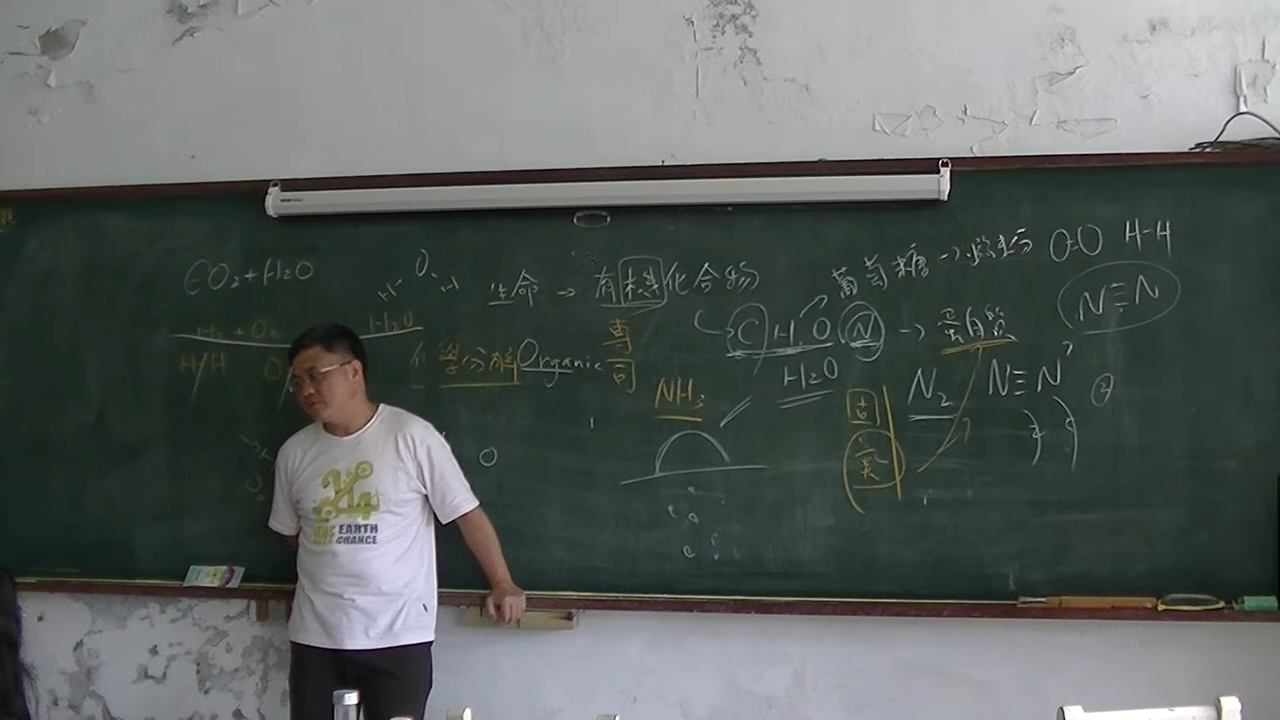 CO₂+H₂O
生命→有機化合物
葡萄糖→澱粉 O=O H-H
C H.O N → 蛋白質
N≡N
H₂+O₂ H₂O
H/H O
化學分解 Organic 專司
H₂O
NH₃
固氮
N₂ N≡N
O
EARTH
CHANCE